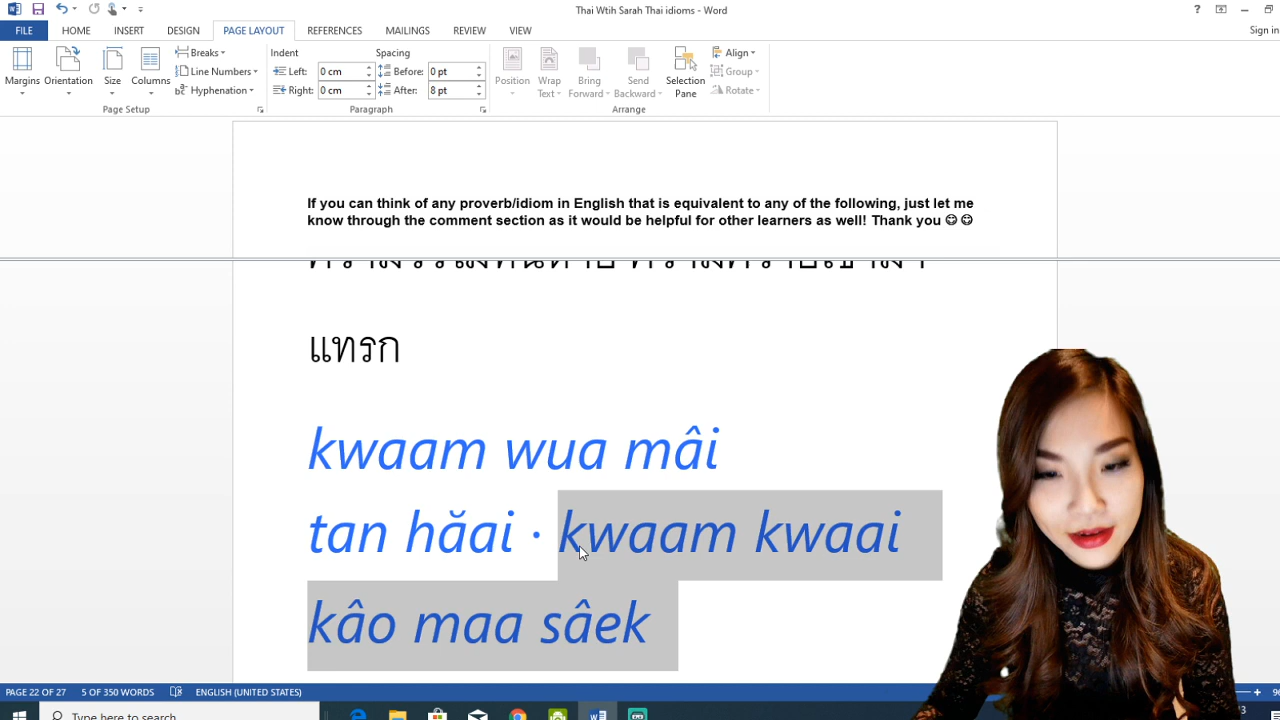 Thai Wtih Sarah Thai idioms - Word
Sign in
FILE HOME INSERT DESIGN PAGE LAYOUT REFERENCES MAILINGS REVIEW VIEW
Margins Orientation Size Columns
Breaks
Line Numbers
Hyphenation
Page Setup
Indent Spacing
Left: 0 cm Before: 0 pt
Right: 0 cm After: 8 pt
Paragraph
Position Wrap Text Bring Forward Send Backward Selection Pane
Align
Group
Rotate
Arrange
If you can think of any proverb/idiom in English that is equivalent to any of the following, just let me
know through the comment section as it would be helpful for other learners as well! Thank you 😋😋
แทรก
kwaam wua mâi
tan hăai · kwaam kwaai
kâo maa sâek
PAGE 22 OF 27 5 OF 350 WORDS ENGLISH (UNITED STATES)
Type here to search